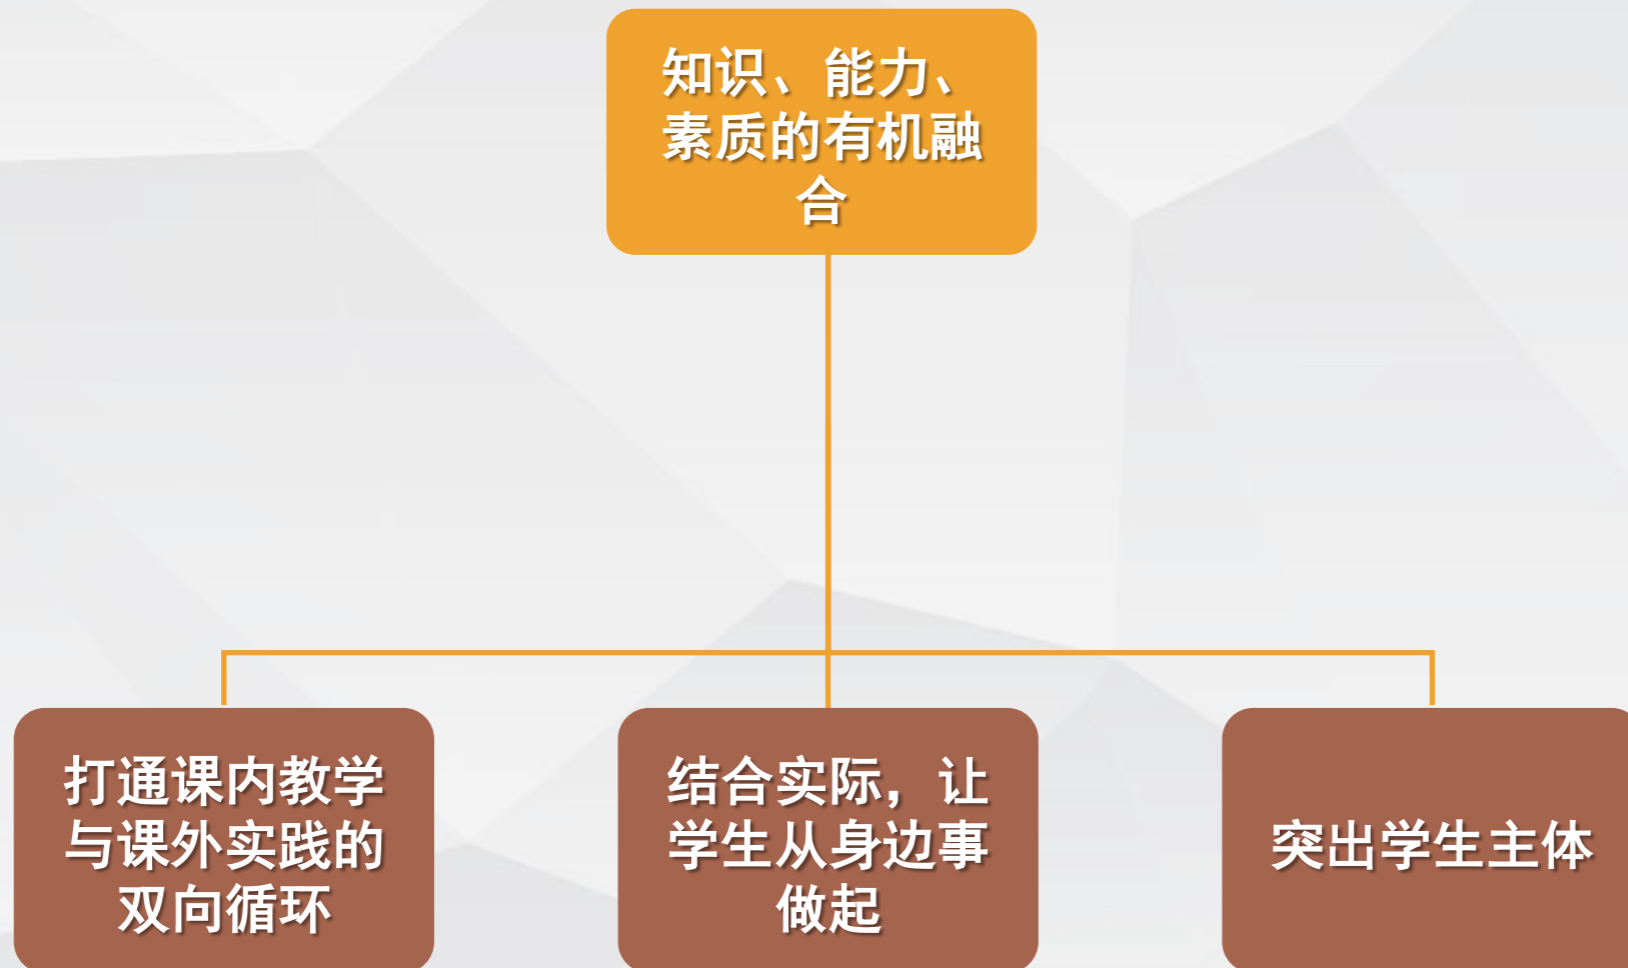 知识、能力、
素质的有机融
合
打通课内教学
与课外实践的
双向循环
结合实际，让
学生从身边事
做起
突出学生主体